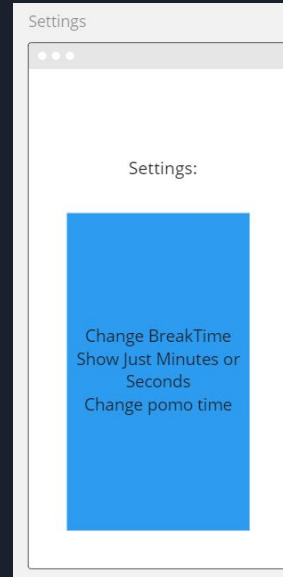 Settings
Settings:
Change BreakTime
Show Just Minutes or
Seconds
Change pomo time